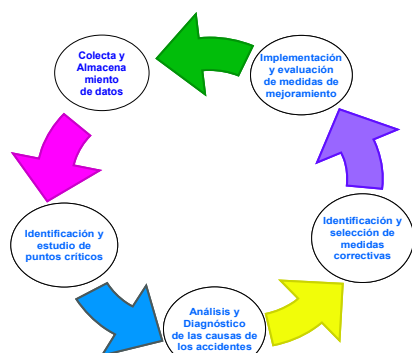 Colecta y
Almacena
miento
de datos
Implementación
y evaluación
de medidas de
mejoramiento
Identificación y
estudio de
puntos críticos
Identificación y
selección de
medidas
correctivas
Análisis y
Diagnóstico
de las causas de
los accidentes